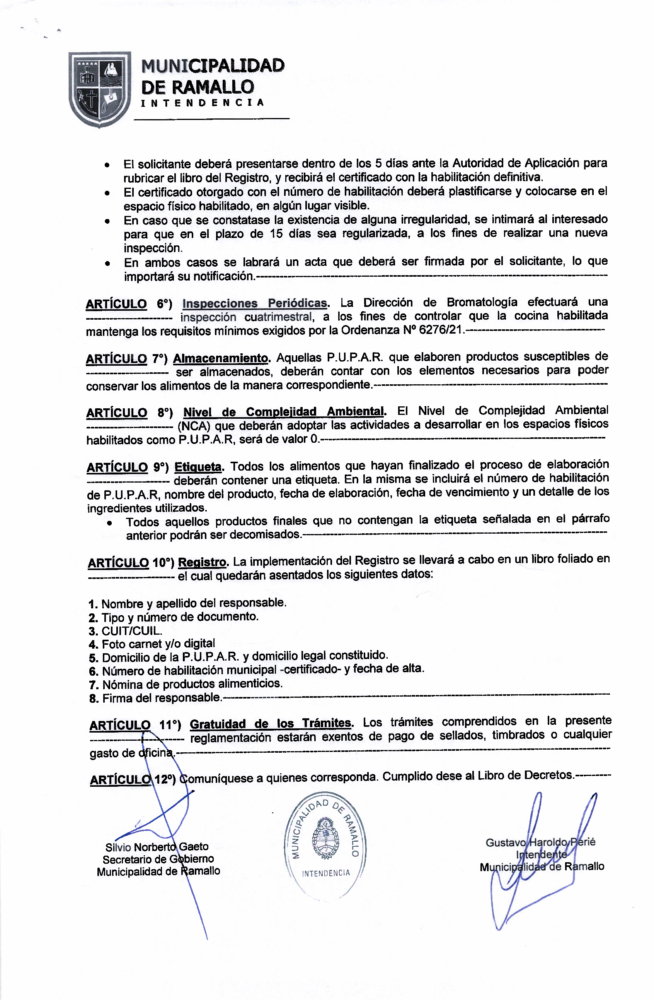 MUNICIPALIDAD
DE RAMALLO
INTENDENCIA
• El solicitante deberá presentarse dentro de los 5 días ante la Autoridad de Aplicación para
rubricar el libro del Registro, y recibirá el certificado con la habilitación definitiva.
• El certificado otorgado con el número de habilitación deberá plastificarse y colocarse en el
espacio físico habilitado, en algún lugar visible.
• En caso que se constatase la existencia de alguna irregularidad, se intimará al interesado
para que en el plazo de 15 días sea regularizada, a los fines de realizar una nueva
inspección.
• En ambos casos se labrará un acta que deberá ser firmada por el solicitante, lo que
importará su notificación.-----------------------------------------------------------
ARTÍCULO 6°) Inspecciones Periódicas. La Dirección de Bromatología efectuará una
---------------------- inspección cuatrimestral, a los fines de controlar que la cocina habilitada
mantenga los requisitos mínimos exigidos por la Ordenanza Nº 6276/21.-----------------------------------
ARTÍCULO 7°) Almacenamiento. Aquellas P.U.P.A.R. que elaboren productos susceptibles de
--------------------- ser almacenados, deberán contar con los elementos necesarios para poder
conservar los alimentos de la manera correspondiente.-----------------------------------------------------------
ARTÍCULO 8°) Nivel de Complejidad Ambiental. El Nivel de Complejidad Ambiental
---------------------- (NCA) que deberán adoptar las actividades a desarrollar en los espacios físicos
habilitados como P.U.P.A.R, será de valor 0.-----------------------------------------------------------
ARTÍCULO 9°) Etiqueta. Todos los alimentos que hayan finalizado el proceso de elaboración
--------------------- deberán contener una etiqueta. En la misma se incluirá el número de habilitación
de P.U.P.A.R, nombre del producto, fecha de elaboración, fecha de vencimiento y un detalle de los
ingredientes utilizados.
• Todos aquellos productos finales que no contengan la etiqueta señalada en el párrafo
anterior podrán ser decomisados.-----------------------------------------------------------
ARTÍCULO 10°) Registro. La implementación del Registro se llevará a cabo en un libro foliado en
---------------------- el cual quedarán asentados los siguientes datos:
1. Nombre y apellido del responsable.
2. Tipo y número de documento.
3. CUIT/CUIL.
4. Foto carnet y/o digital
5. Domicilio de la P.U.P.A.R. y domicilio legal constituido.
6. Número de habilitación municipal -certificado- y fecha de alta.
7. Nómina de productos alimenticios.
8. Firma del responsable.-----------------------------------------------------------
ARTÍCULO 11°) Gratuidad de los Trámites. Los trámites comprendidos en la presente
------------------------ reglamentación estarán exentos de pago de sellados, timbrados o cualquier
gasto de oficina.-----------------------------------------------------------
ARTÍCULO 12º) Comuníquese a quienes corresponda. Cumplido dese al Libro de Decretos.---------
MUNICIPALIDAD DE RAMALLO
INTENDENCIA
Silvio Norberto Gaeto
Secretario de Gobierno
Municipalidad de Ramallo
Gustavo Haroldo Perié
Intendente
Municipalidad de Ramallo